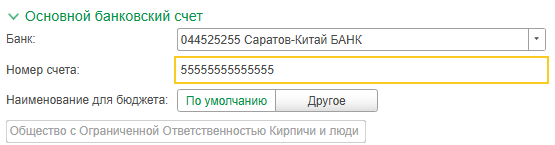 Основной банковский счет
Банк: 044525255 Саратов-Китай БАНК
Номер счета: 55555555555555
Наименование для бюджета: По умолчанию Другое
Общество с Ограниченной Ответственностью Кирпичи и люди